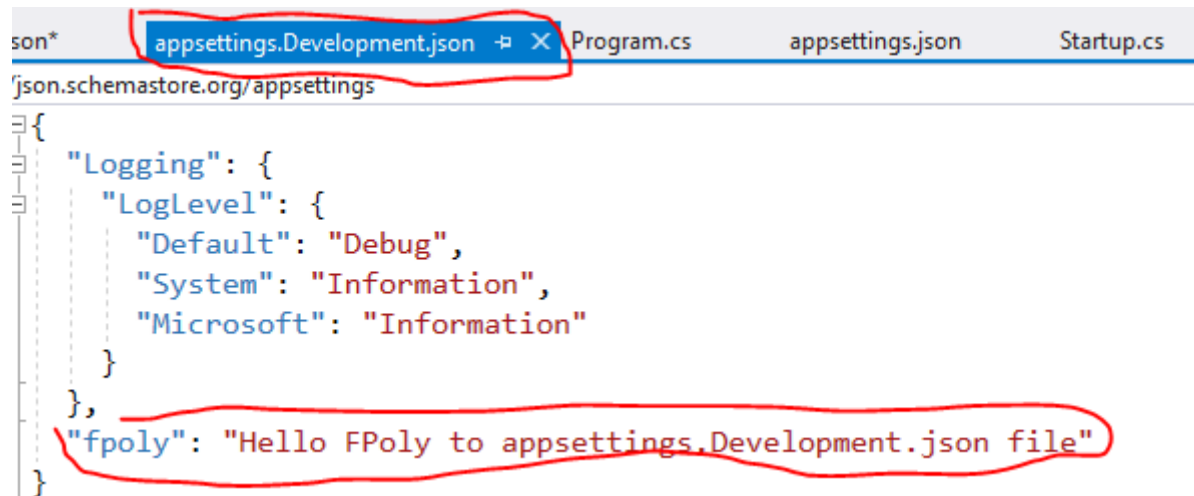 son* appsettings.Development.json Program.cs appsettings.json Startup.cs
/json.schemastore.org/appsettings
{
"Logging": {
"LogLevel": {
"Default": "Debug",
"System": "Information",
"Microsoft": "Information"
}
},
"fpoly": "Hello FPoly to appsettings.Development.json file"
}